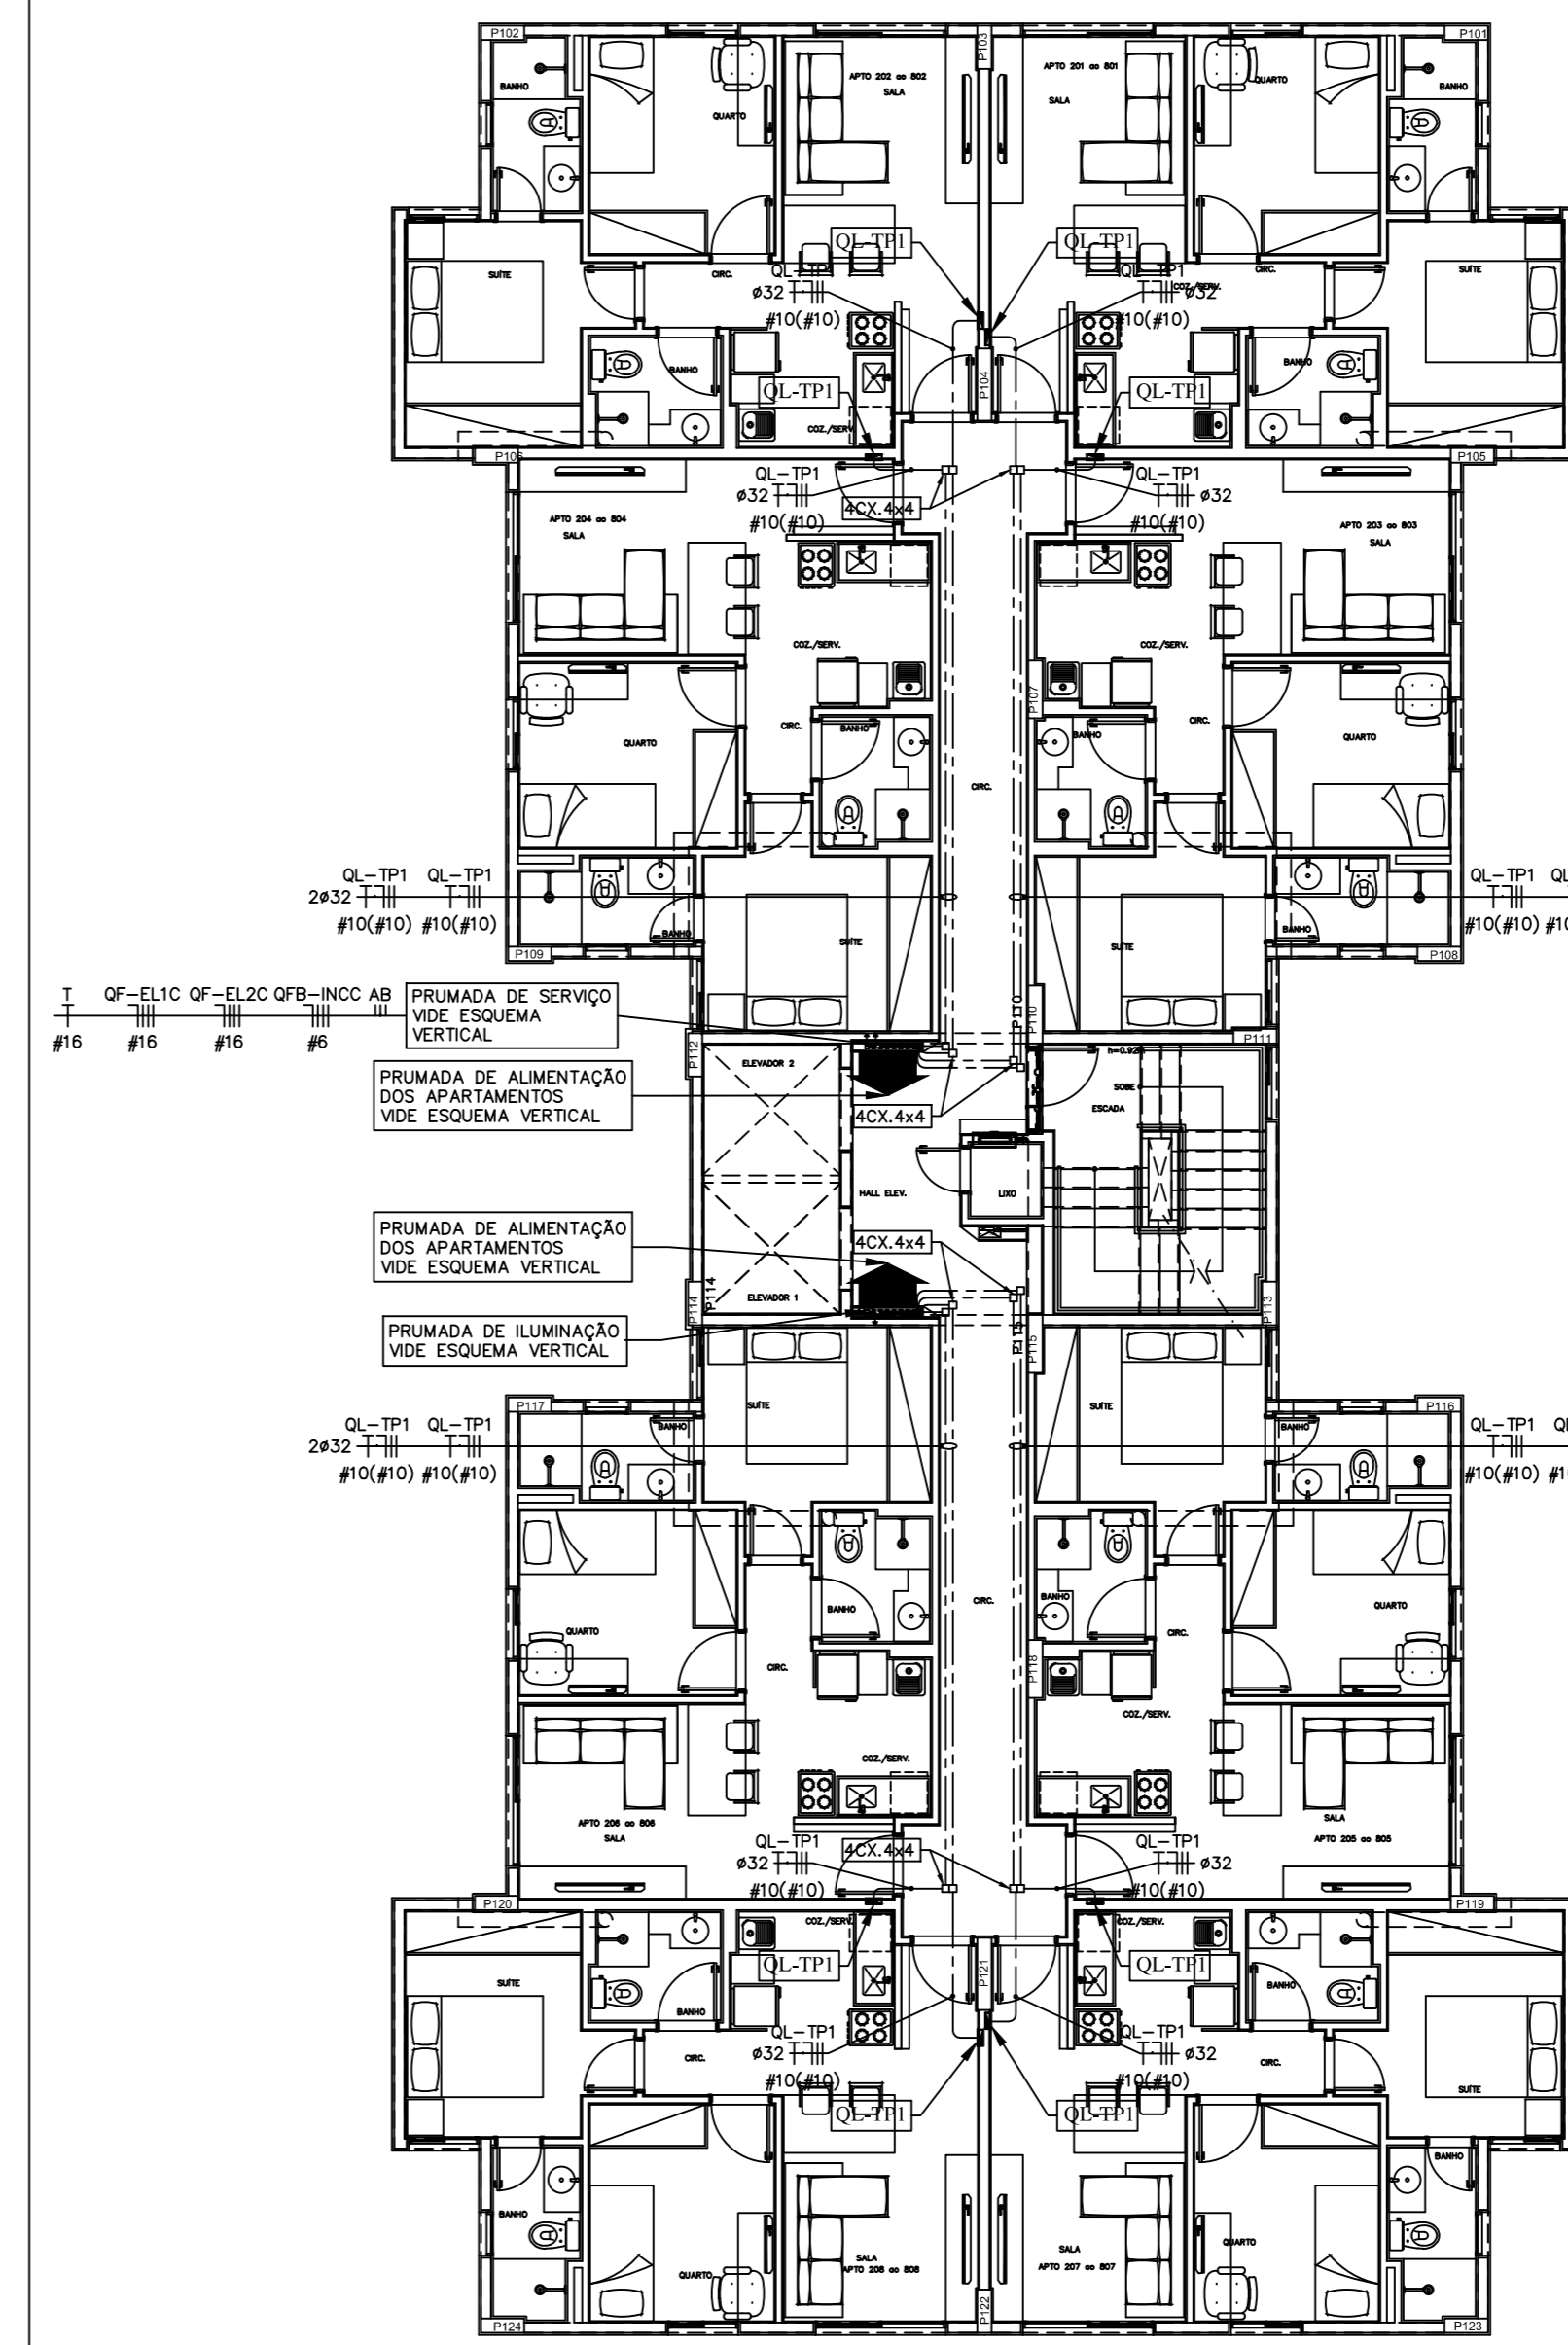 P102
P103
P101
APTO 202 ao 802
SALA
APTO 201 ao 801
SALA
BANHO
QUARTO
QUARTO
BANHO
QL-TP1
QL-TP1
SUÍTE
CIRC.
QL-TP1
ø32
#10(#10)
QL-TP1
ø32
#10(#10)
COZ./SERV.
CIRC.
SUÍTE
BANHO
P104
BANHO
QL-TP1
QL-TP1
COZ./SERV.
P106
P105
QL-TP1
ø32
#10(#10)
4CX.4x4
QL-TP1
ø32
#10(#10)
APTO 204 ao 804
SALA
APTO 203 ao 803
SALA
COZ./SERV.
COZ./SERV.
P107
CIRC.
BANHO
BANHO
CIRC.
QUARTO
QUARTO
CIRC.
QL-TP1 QL-TP1
2ø32
#10(#10) #10(#10)
QL-TP1 QL
#10(#10) #10
BANHO
SUÍTE
SUÍTE
BANHO
P109
P108
T QF-EL1C QF-EL2C QFB-INCC AB
#16 #16 #16 #6
PRUMADA DE SERVIÇO
VIDE ESQUEMA
VERTICAL
P110
P110
P112
P111
ELEVADOR 2
SOBE
ESCADA
PRUMADA DE ALIMENTAÇÃO
DOS APARTAMENTOS
VIDE ESQUEMA VERTICAL
4CX.4x4
HALL ELEV.
LIXO
PRUMADA DE ALIMENTAÇÃO
DOS APARTAMENTOS
VIDE ESQUEMA VERTICAL
4CX.4x4
ELEVADOR 1
P114
P114
P113
PRUMADA DE ILUMINAÇÃO
VIDE ESQUEMA VERTICAL
P115
P115
P117
P116
SUÍTE
SUÍTE
BANHO
BANHO
QL-TP1 QL-TP1
2ø32
#10(#10) #10(#10)
QL-TP1 QL
#10(#10) #1
CIRC.
BANHO
BANHO
QUARTO
QUARTO
CIRC.
CIRC.
P118
COZ./SERV.
COZ./SERV.
APTO 206 ao 806
SALA
SALA
APTO 205 ao 805
QL-TP1
ø32
#10(#10)
4CX.4x4
QL-TP1
ø32
#10(#10)
P120
P119
COZ./SERV.
COZ./SERV.
QL-TP1
P121
QL-TP1
SUÍTE
BANHO
BANHO
SUÍTE
QL-TP1
ø32
#10(#10)
QL-TP1
ø32
#10(#10)
CIRC.
CIRC.
QL-TP1
QL-TP1
BANHO
BANHO
QUARTO
QUARTO
SALA
APTO 208 ao 808
SALA
APTO 207 ao 807
P124
P122
P123